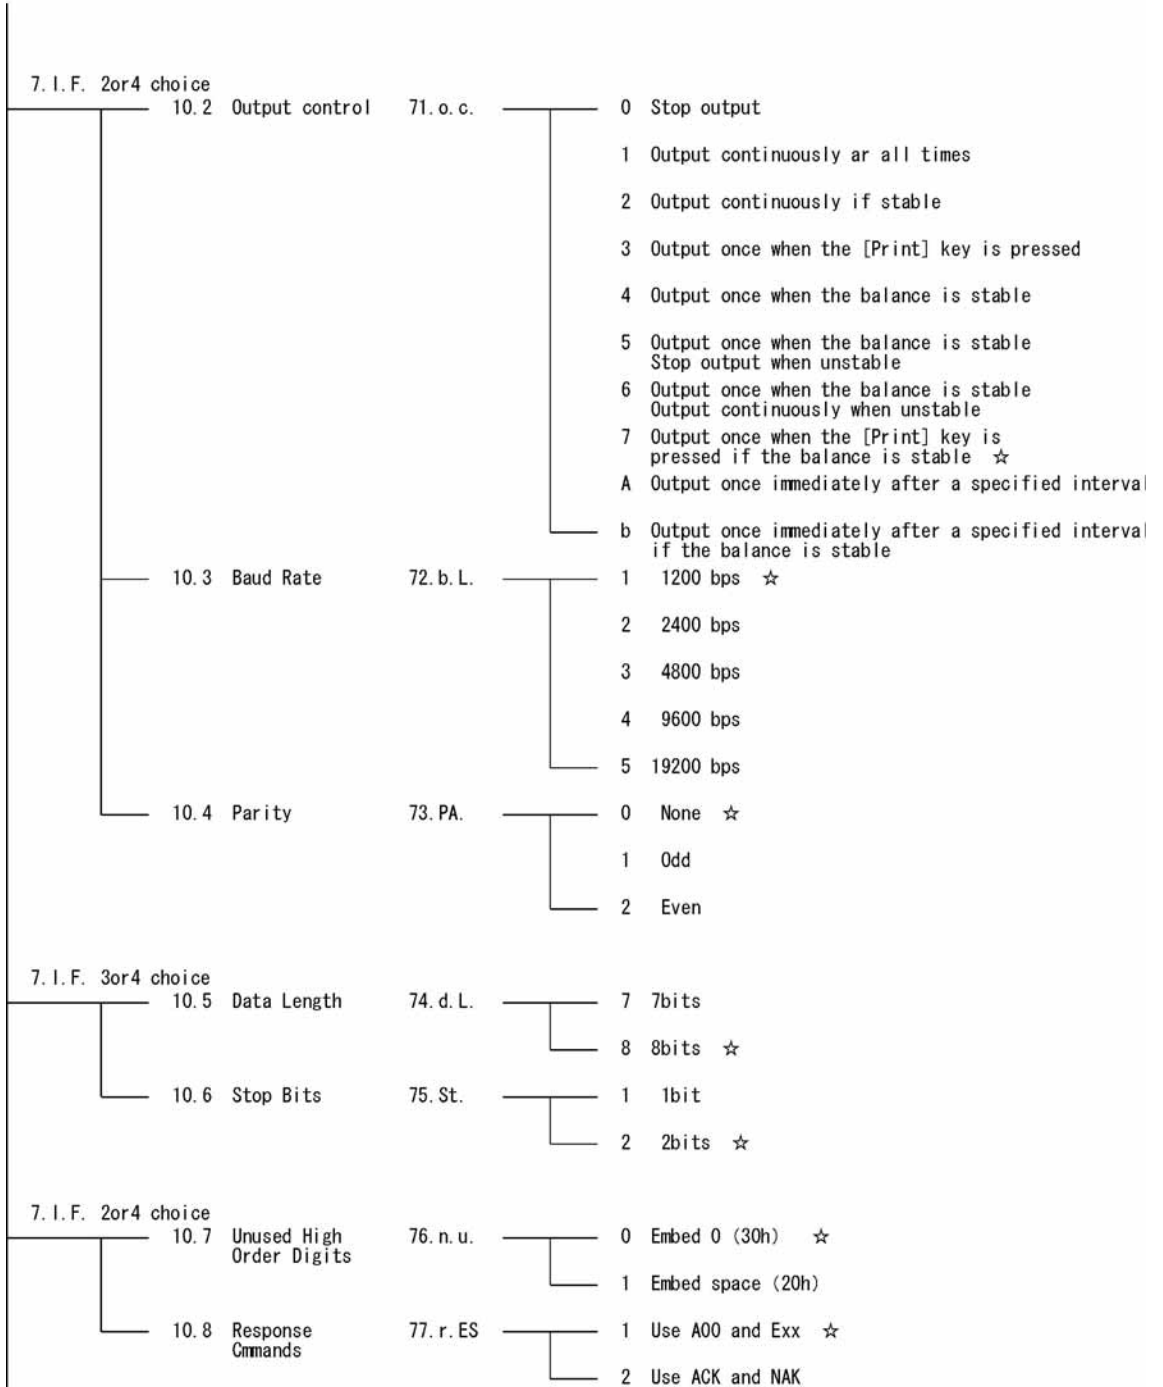 7.I.F. 2or4 choice
10.2 Output control 71.o.c. 0 Stop output
1 Output continuously ar all times
2 Output continuously if stable
3 Output once when the [Print] key is pressed
4 Output once when the balance is stable
5 Output once when the balance is stable
Stop output when unstable
6 Output once when the balance is stable
Output continuously when unstable
7 Output once when the [Print] key is
pressed if the balance is stable ☆
A Output once immediately after a specified interval
b Output once immediately after a specified interval
if the balance is stable
10.3 Baud Rate 72.b.L. 1 1200 bps ☆
2 2400 bps
3 4800 bps
4 9600 bps
5 19200 bps
10.4 Parity 73.PA. 0 None ☆
1 Odd
2 Even
7.I.F. 3or4 choice
10.5 Data Length 74.d.L. 7 7bits
8 8bits ☆
10.6 Stop Bits 75.St. 1 1bit
2 2bits ☆
7.I.F. 2or4 choice
10.7 Unused High 76.n.u. 0 Embed 0 (30h) ☆
Order Digits
1 Embed space (20h)
10.8 Response 77.r.ES 1 Use A00 and Exx ☆
Cmmands
2 Use ACK and NAK